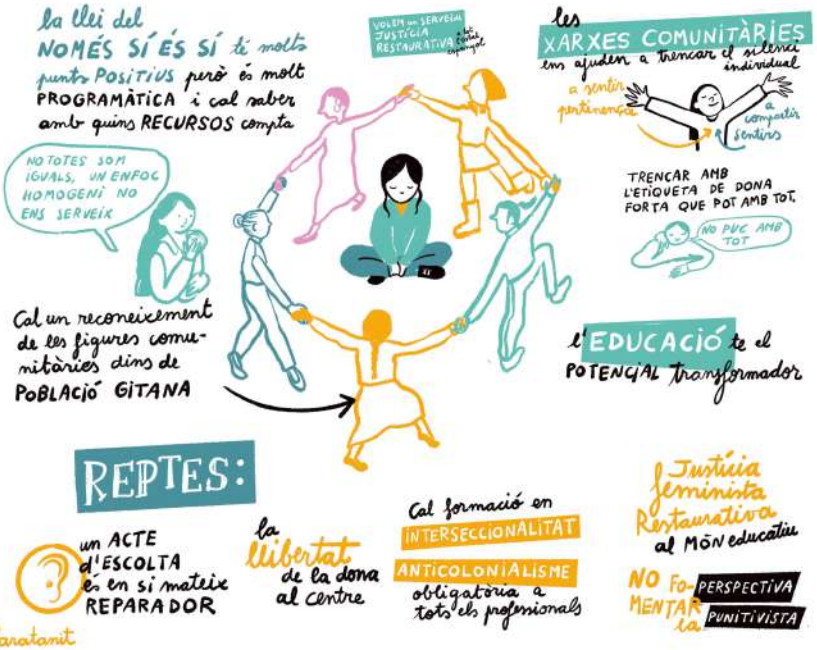 la llei del
NOMÉS SÍ ÉS SÍ té molts
punts POSITIUS però és molt
PROGRAMÀTICA i cal saber
amb quins RECURSOS compta
VOLEM un SERVEI
JUSTÍCIA
RESTAURATIVA a tot
l'estat
espanyol
les
XARXES COMUNITÀRIES
ens ajuden a trencar el silenci
individual
a sentir
pertinença
a
compartir
sentirs
NO TOTES SOM
IGUALS, UN ENFOC
HOMOGENI NO
ENS SERVEIX
TRENCAR AMB
L'ETIQUETA DE DONA
FORTA QUE POT AMB TOT.
NO PUC AMB
TOT
Cal un reconeixement
de les figures comu-
nitàries dins de
POBLACIÓ GITANA
l'EDUCACIÓ te el
POTENCIAL transformador
REPTES:
un ACTE
d'ESCOLTA
és en si mateix
REPARADOR
la
llibertat
de la dona
al centre
Cal formació en
INTERSECCIONALITAT
ANTICOLONIALISME
obligatòria a
tots els professionals
Justícia
feminista
Restaurativa
al MÓN educatiu
NO FO-
MENTAR
la
PERSPECTIVA
PUNITIVISTA
aratanit